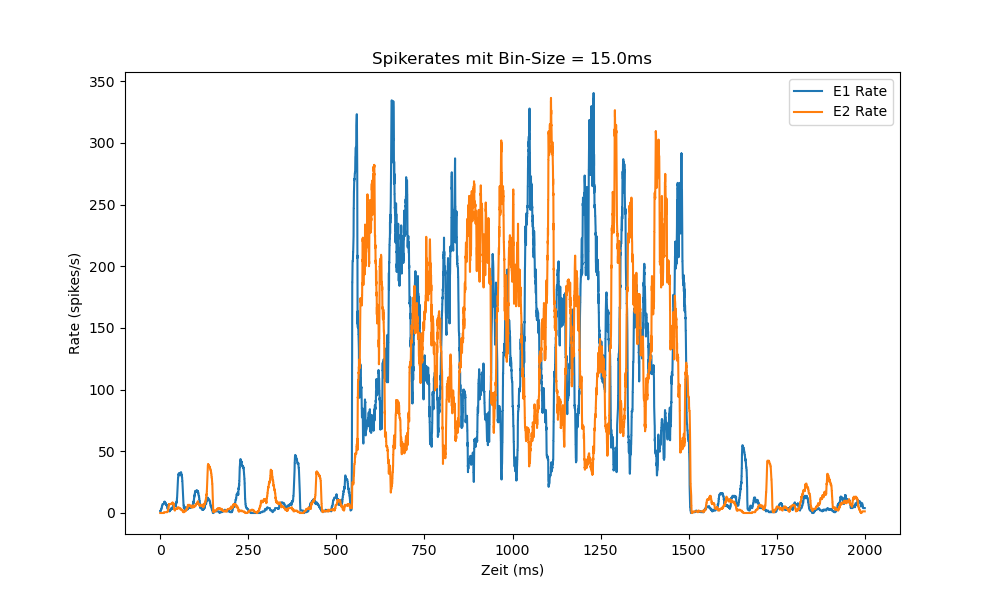 Spikerates mit Bin-Size = 15.0ms
E1 Rate
E2 Rate
Rate (spikes/s)
350
300
250
200
150
100
50
0
0 250 500 750 1000 1250 1500 1750 2000
Zeit (ms)